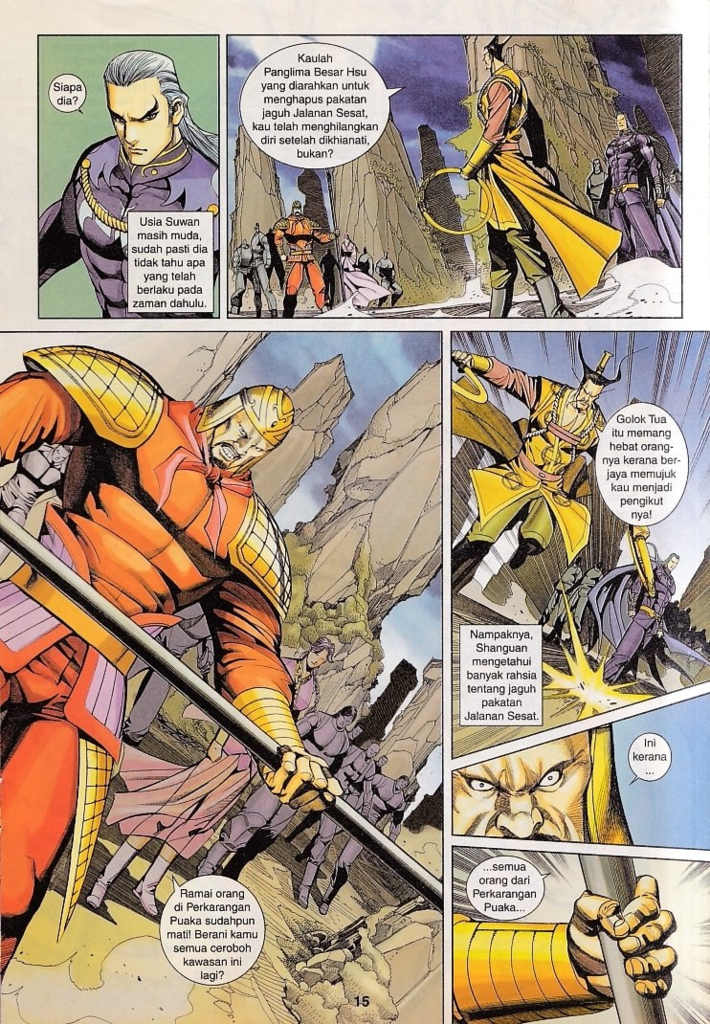 Siapa
dia?
Usia Suwan
masih muda,
sudah pasti dia
tidak tahu apa
yang telah
berlaku pada
zaman dahulu.
Kaulah
Panglima Besar Hsu
yang diarahkan untuk
menghapus pakatan
jaguh Jalanan Sesat,
kau telah menghilangkan
diri setelah dikhianati,
bukan?
Golok Tua
itu memang
hebat orang-
nya kerana ber-
jaya memujuk
kau menjadi
pengikut
nya!
Nampaknya,
Shanguan
mengetahui
banyak rahsia
tentang jaguh
pakatan
Jalanan Sesat.
Ini
kerana
...
...semua
orang dari
Perkarangan
Puaka...
Ramai orang
di Perkarangan
Puaka sudahpun
mati! Berani kamu
semua ceroboh
kawasan ini
lagi?
15